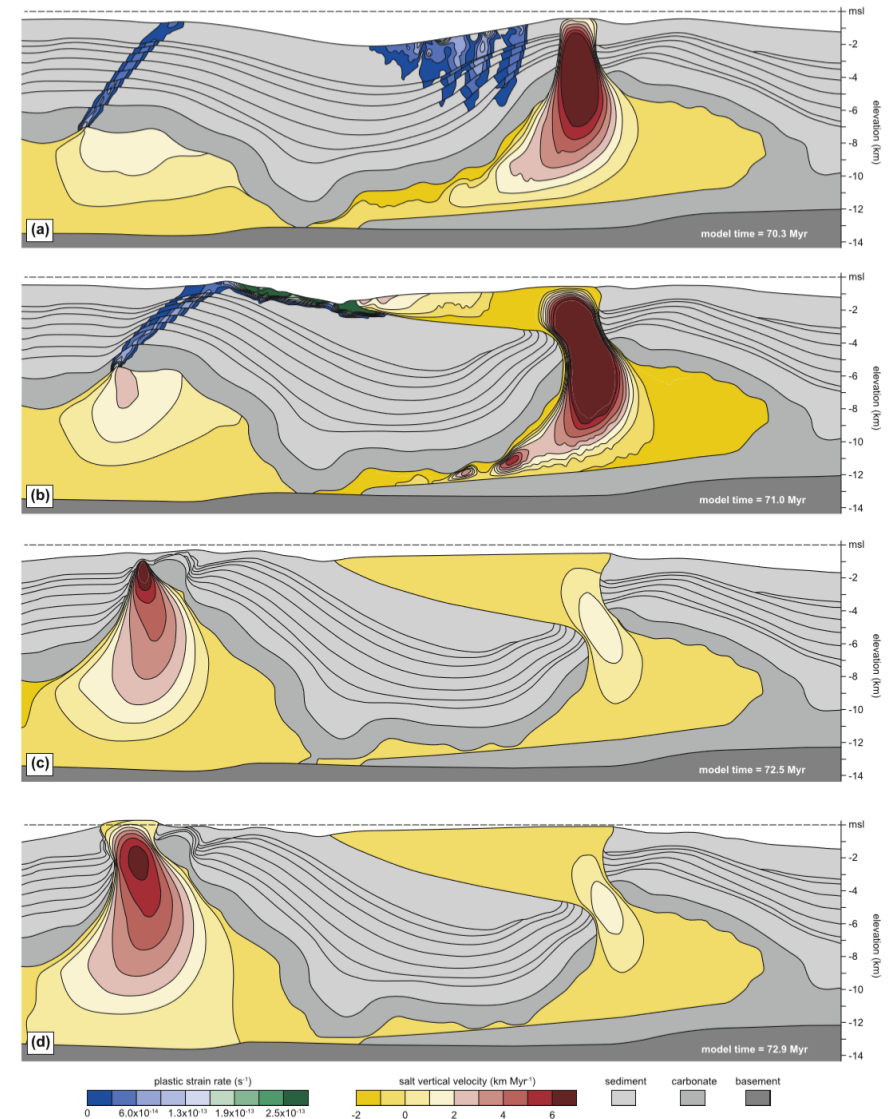 msl
-2
-4
-6
-8
-10
-12
-14
elevation (km)
(a)
model time = 70.3 Myr
msl
-2
-4
-6
-8
-10
-12
-14
elevation (km)
(b)
model time = 71.0 Myr
msl
-2
-4
-6
-8
-10
-12
-14
elevation (km)
(c)
model time = 72.5 Myr
msl
-2
-4
-6
-8
-10
-12
-14
elevation (km)
(d)
model time = 72.9 Myr
plastic strain rate (s⁻¹) salt vertical velocity (km Myr⁻¹) sediment carbonate basement
0 6.0x10⁻¹⁴ 1.3x10⁻¹³ 1.9x10⁻¹³ 2.5x10⁻¹³ -2 0 2 4 6